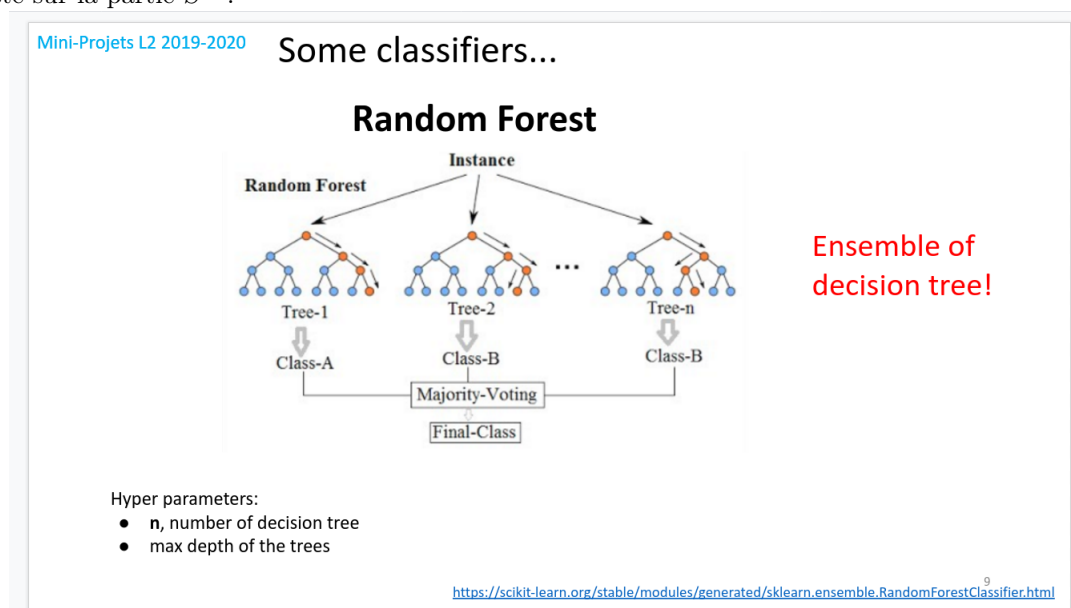 Mini-Projets L2 2019-2020
Some classifiers...
Random Forest
Instance
Random Forest
...
Ensemble of
decision tree!
Tree-1
Tree-2
Tree-n
Class-A
Class-B
Class-B
Majority-Voting
Final-Class
Hyper parameters:
● n, number of decision tree
● max depth of the trees
9
https://scikit-learn.org/stable/modules/generated/sklearn.ensemble.RandomForestClassifier.html